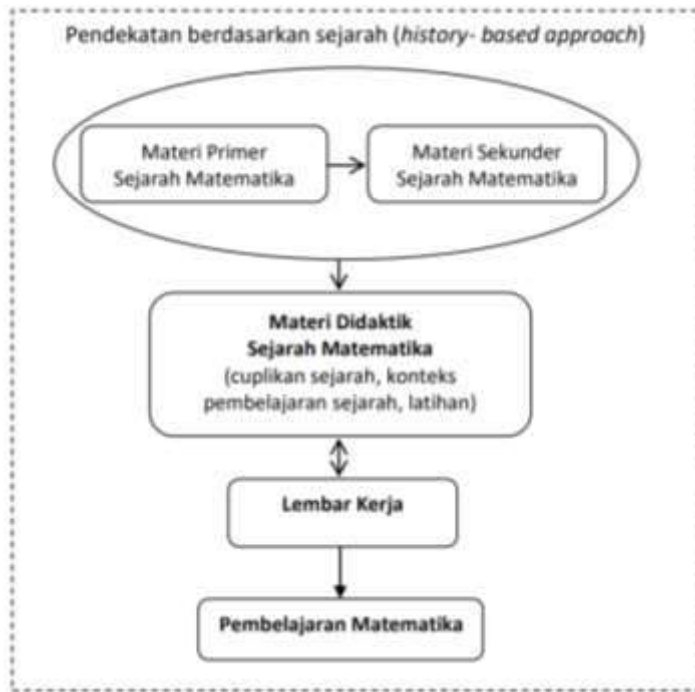 Pendekatan berdasarkan sejarah (history- based approach)
Materi Primer
Sejarah Matematika
Materi Sekunder
Sejarah Matematika
Materi Didaktik
Sejarah Matematika
(cuplikan sejarah, konteks
pembelajaran sejarah, latihan)
Lembar Kerja
Pembelajaran Matematika